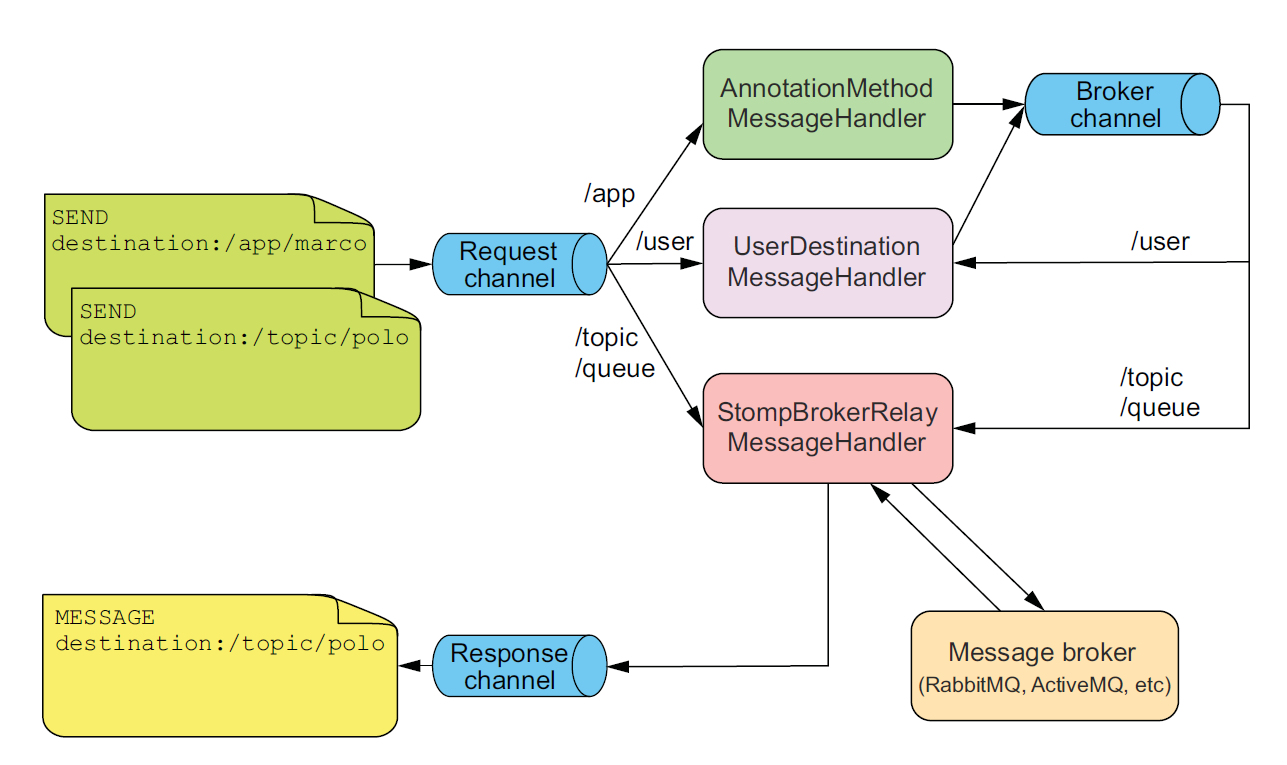 AnnotationMethod
MessageHandler
Broker
channel
/app
SEND
destination:/app/marco
/user
UserDestination
MessageHandler
/user
Request
channel
SEND
destination:/topic/polo
/topic
/queue
/topic
/queue
StompBrokerRelay
MessageHandler
MESSAGE
destination:/topic/polo
Response
channel
Message broker
(RabbitMQ, ActiveMQ, etc)